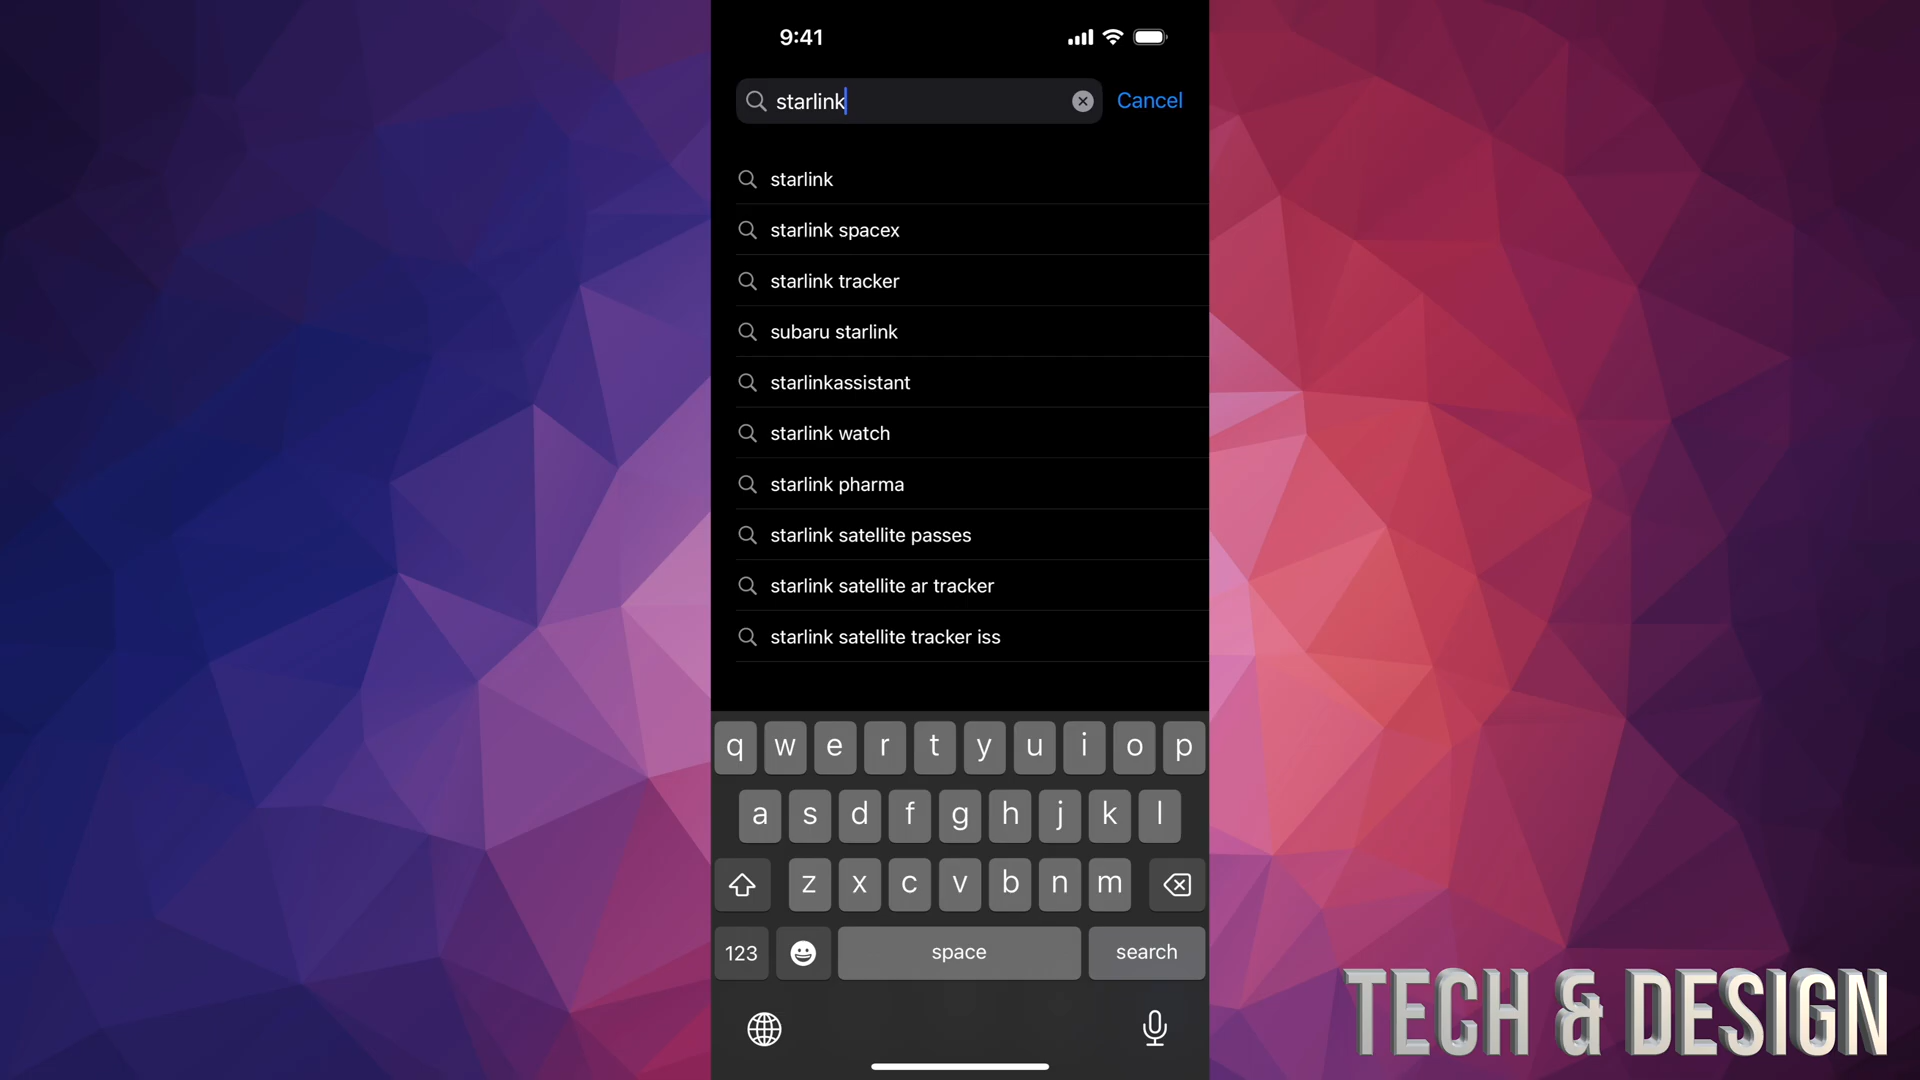 9:41
starlink
Cancel
starlink
starlink spacex
starlink tracker
subaru starlink
starlinkassistant
starlink watch
starlink pharma
starlink satellite passes
starlink satellite ar tracker
starlink satellite tracker iss
q w e r t y u i o p
a s d f g h j k l
z x c v b n m
123 space search
TECH & DESIGN